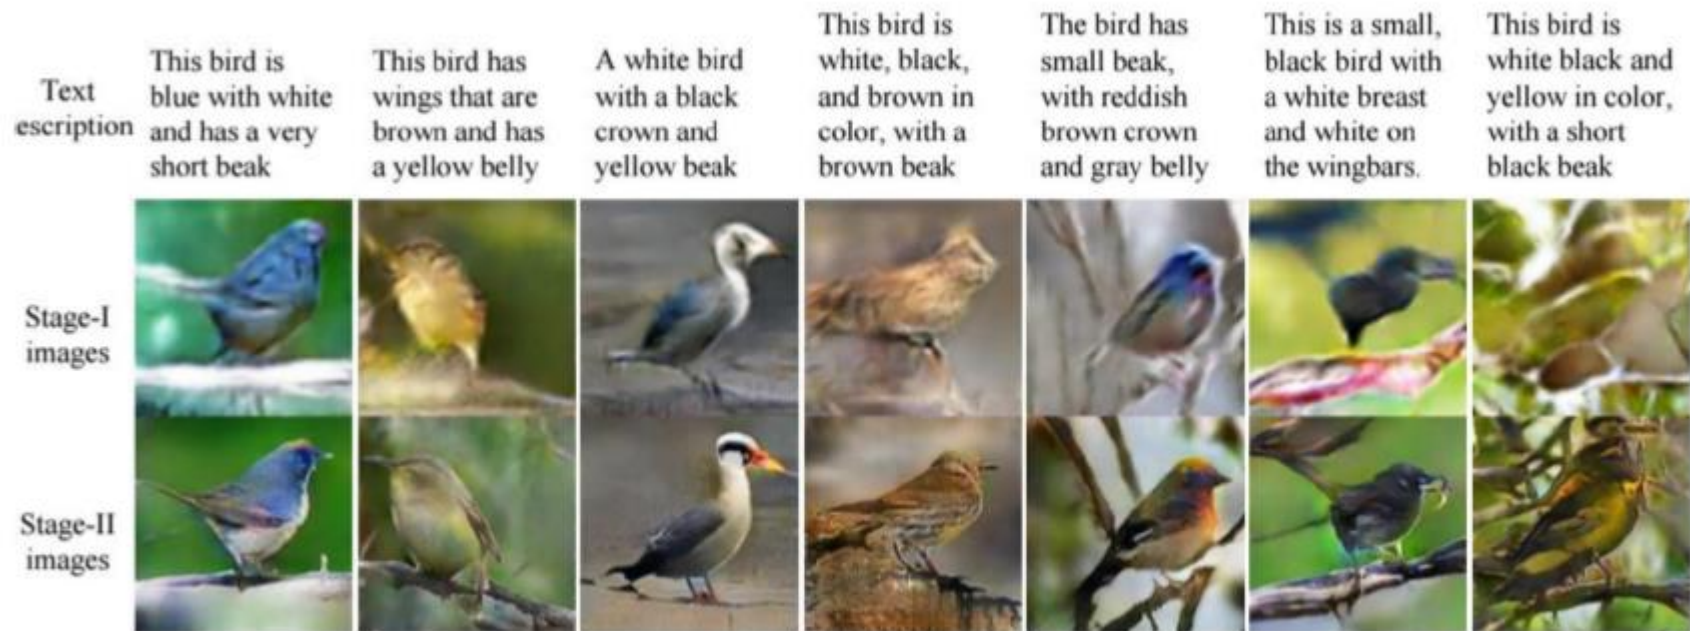 Text
escription
This bird is
blue with white
and has a very
short beak
This bird has
wings that are
brown and has
a yellow belly
A white bird
with a black
crown and
yellow beak
This bird is
white, black,
and brown in
color, with a
brown beak
The bird has
small beak,
with reddish
brown crown
and gray belly
This is a small,
black bird with
a white breast
and white on
the wingbars.
This bird is
white black and
yellow in color,
with a short
black beak
Stage-I
images
Stage-II
images